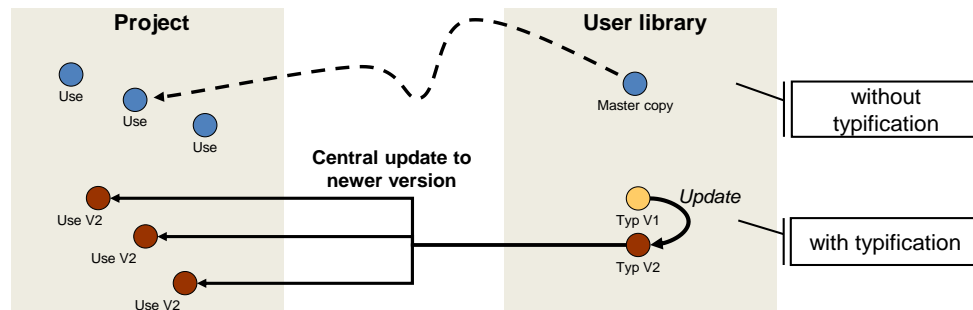 Project
User library
Use
Use
Use
Master copy
without
typification
Central update to
newer version
Use V2
Use V2
Use V2
Typ V1
Update
Typ V2
with typification